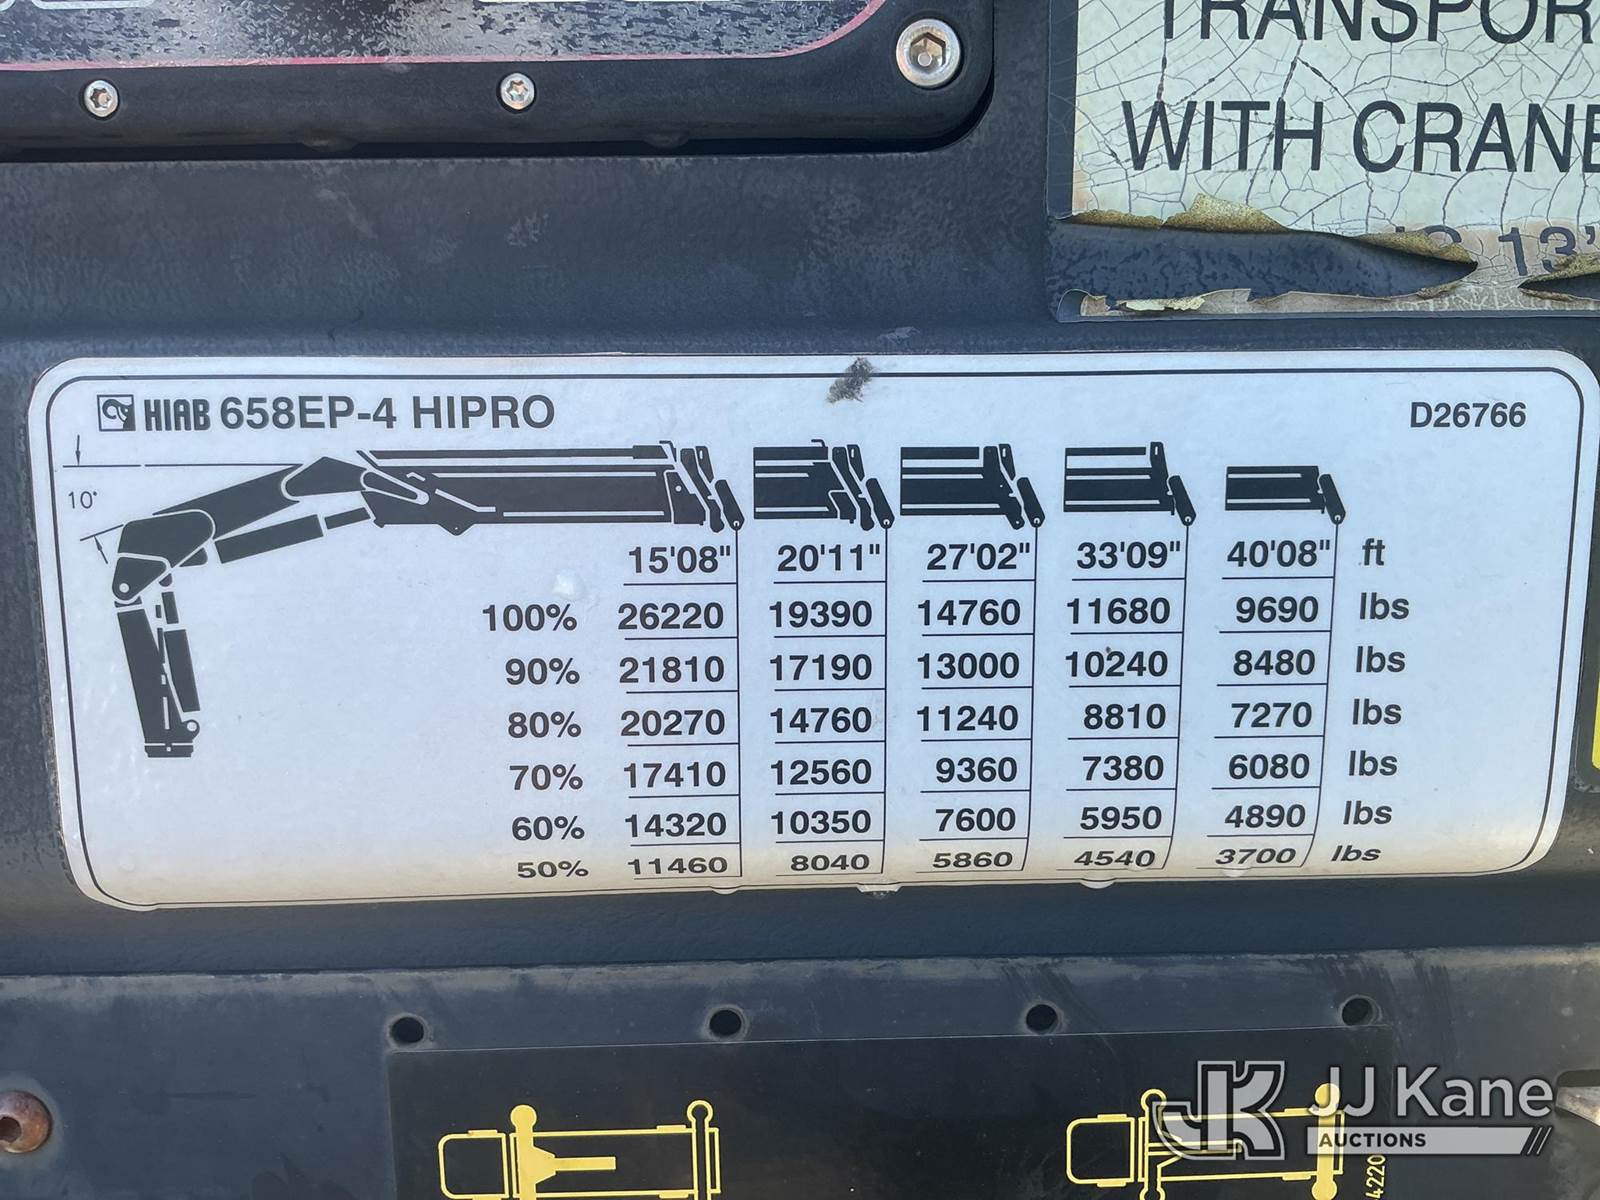 WITH CRANE
13'
HIAB 658EP-4 HIPRO
D26766
10°
15'08" 20'11" 27'02" 33'09" 40'08" ft
100% 26220 19390 14760 11680 9690 lbs
90% 21810 17190 13000 10240 8480 lbs
80% 20270 14760 11240 8810 7270 lbs
70% 17410 12560 9360 7380 6080 lbs
60% 14320 10350 7600 5950 4890 lbs
50% 11460 8040 5860 4540 3700 lbs
4220
JK JJ Kane
AUCTIONS